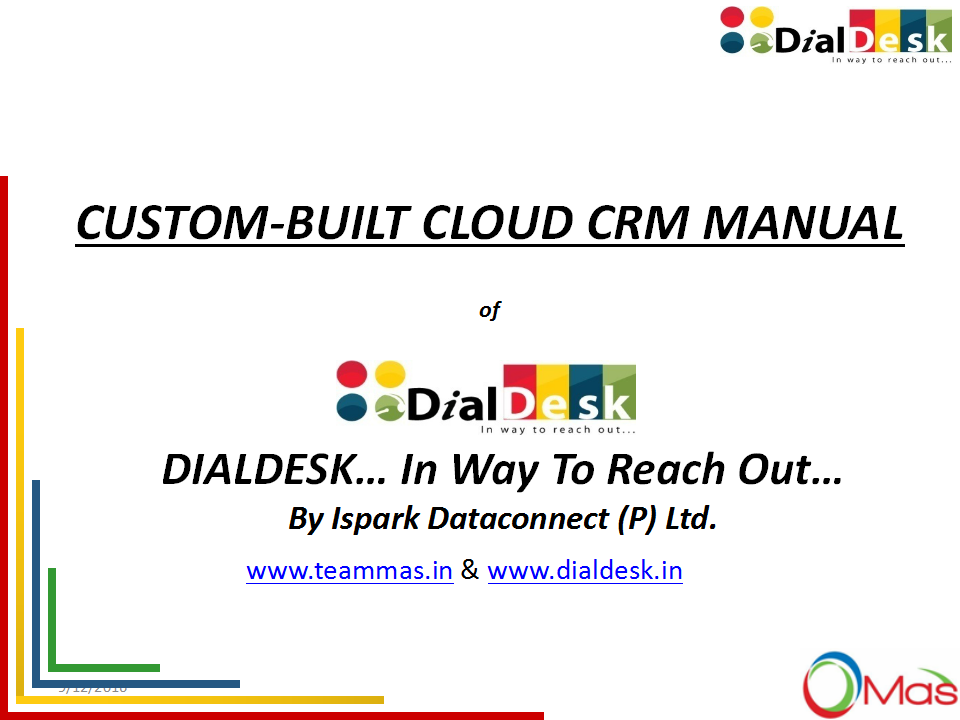 DialDesk
In way to reach out...
CUSTOM-BUILT CLOUD CRM MANUAL
of
DialDesk
In way to reach out...
DIALDESK… In Way To Reach Out…
By Ispark Dataconnect (P) Ltd.
www.teammas.in & www.dialdesk.in
Mas